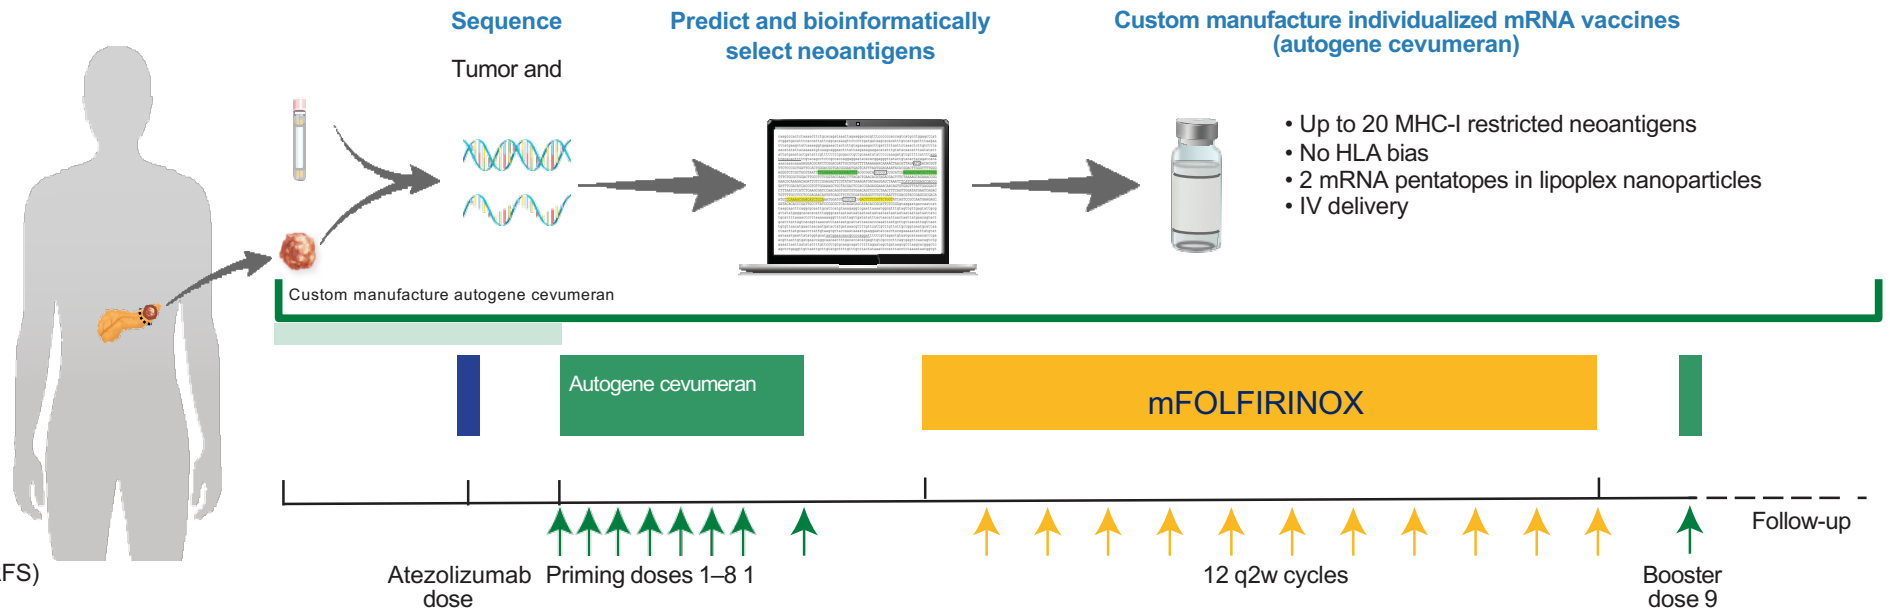 Sequence
Tumor and
Predict and bioinformatically
select neoantigens
Custom manufacture individualized mRNA vaccines
(autogene cevumeran)
• Up to 20 MHC-I restricted neoantigens
• No HLA bias
• 2 mRNA pentatopes in lipoplex nanoparticles
• IV delivery
Custom manufacture autogene cevumeran
Autogene cevumeran
mFOLFIRINOX
Follow-up
FS)
Atezolizumab
dose
Priming doses 1–8 1
12 q2w cycles
Booster
dose 9